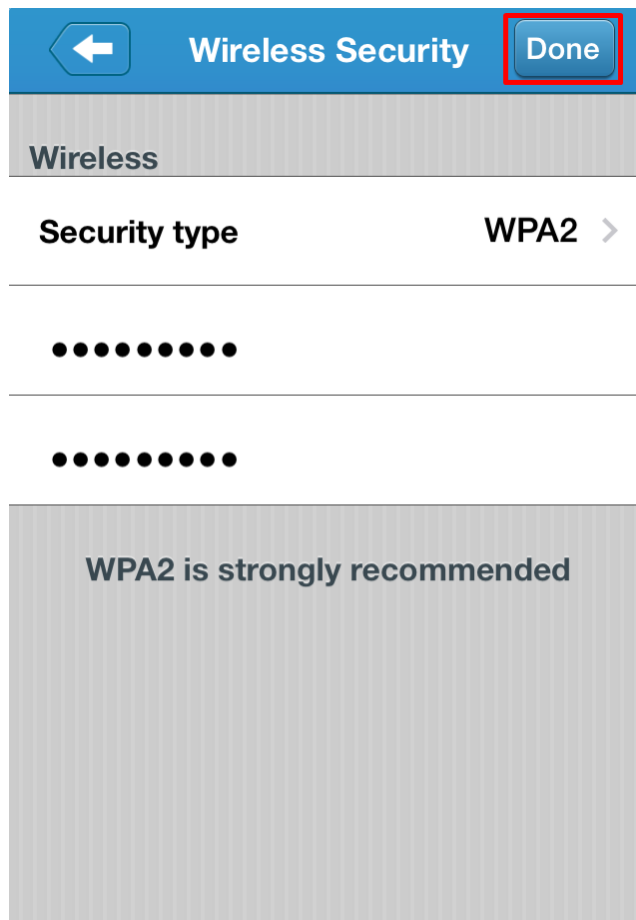 Wireless Security Done
Wireless
Security type WPA2
•••••••••
•••••••••
WPA2 is strongly recommended